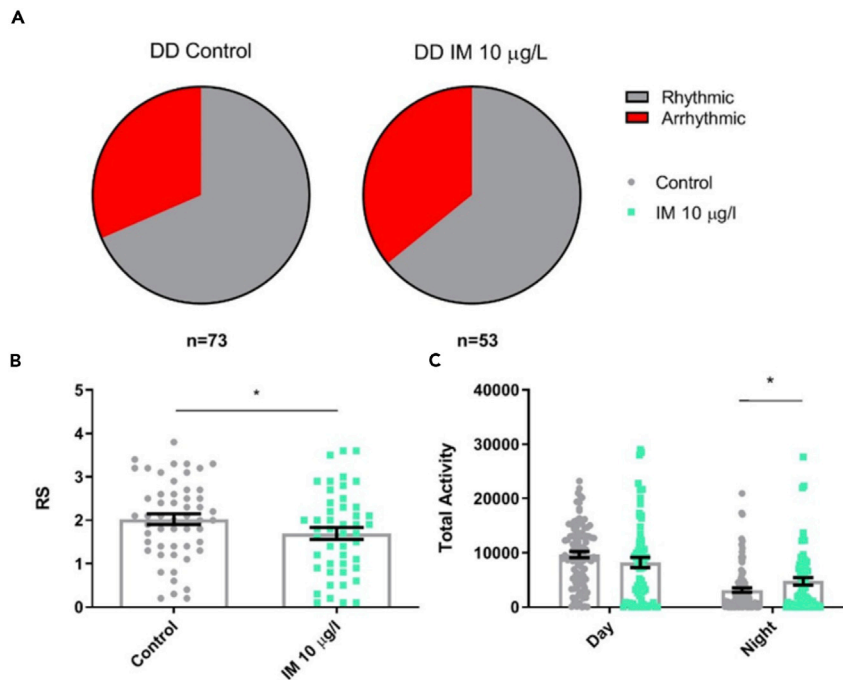 A
DD Control
DD IM 10 μg/L
Rhythmic
Arrhythmic
Control
IM 10 μg/l
n=73
n=53
B
5
4
3
2
1
0
RS
*
Control
IM 10 μg/l
C
40000
30000
20000
10000
0
Total Activity
*
Day
Night